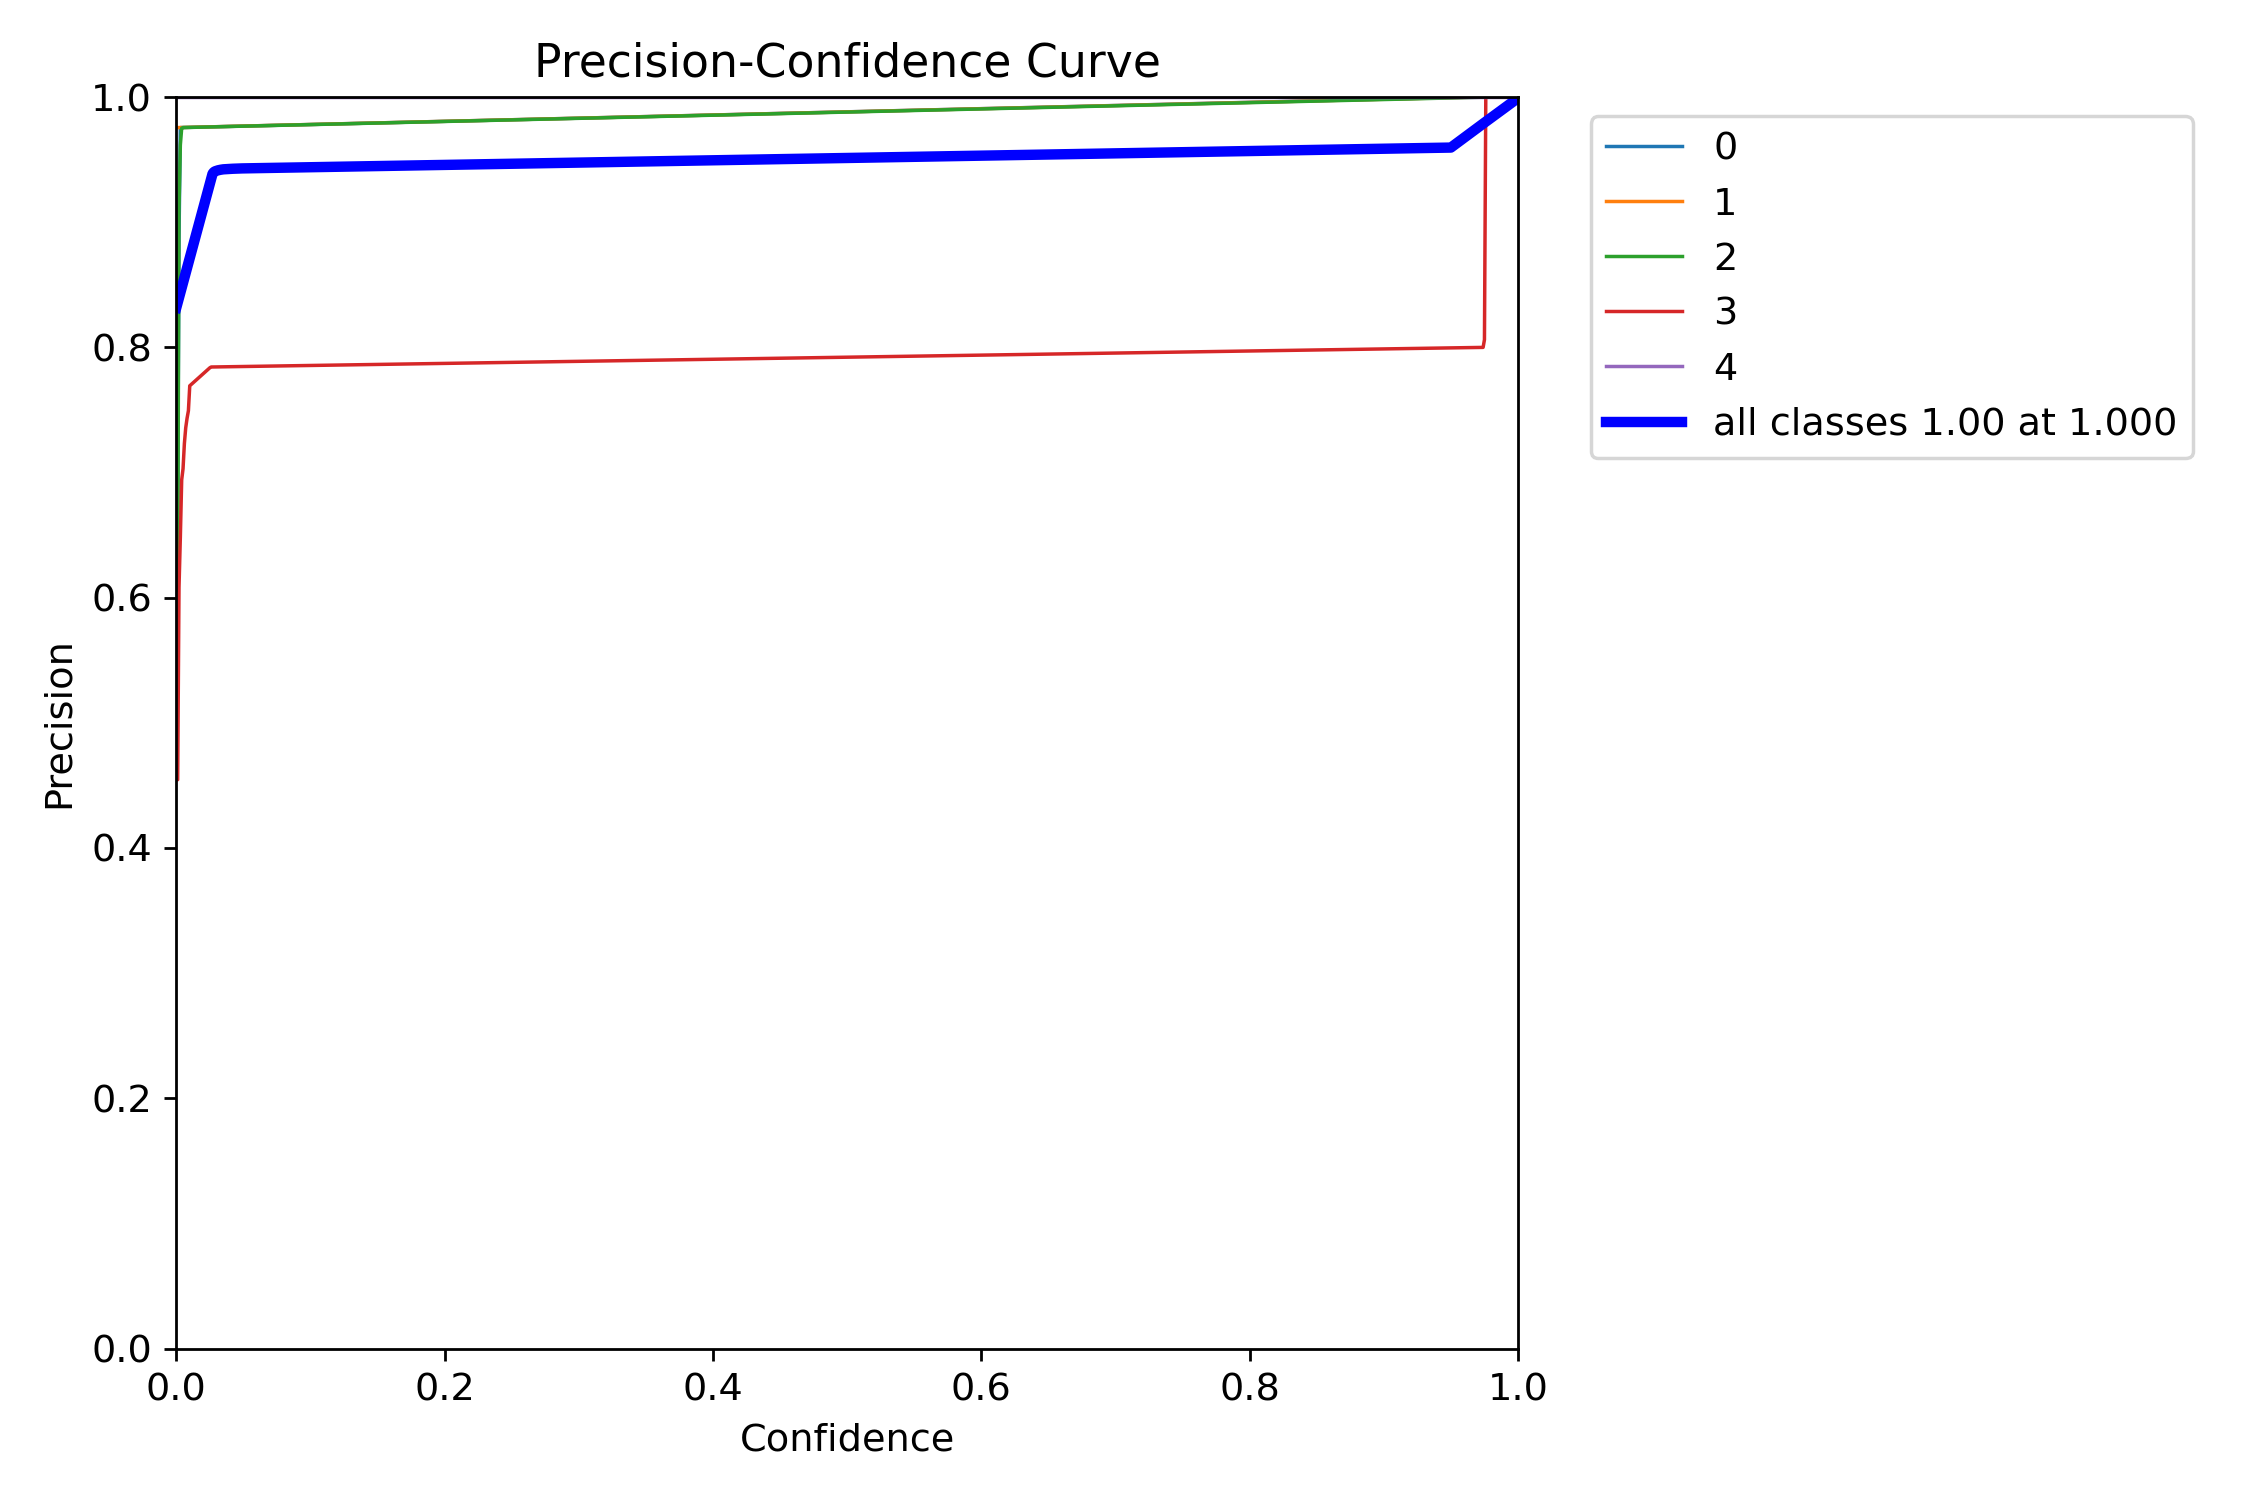 Precision-Confidence Curve
1.0
0.8
0.6
0.4
0.2
0.0
Precision
0.0 0.2 0.4 0.6 0.8 1.0
Confidence
0
1
2
3
4
all classes 1.00 at 1.000